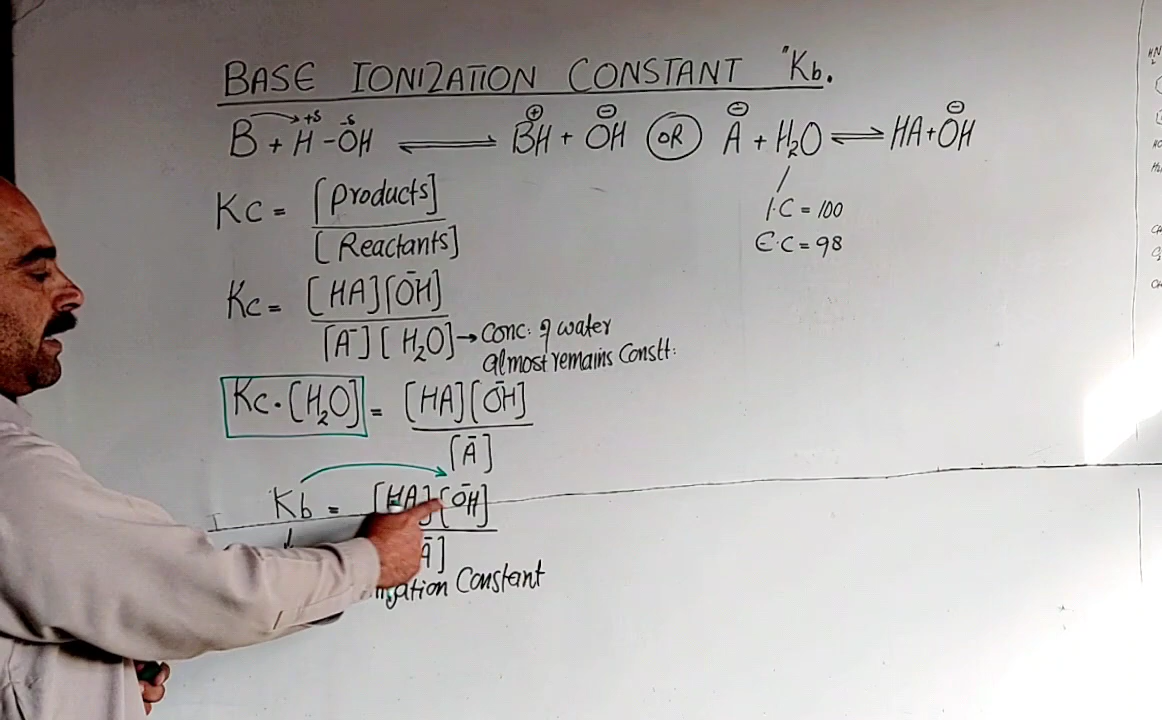 BASE IONIZATION CONSTANT "Kb.
B + H^{+δ} - OH^{-δ} ⇌ BH^⊕ + OH^⊖ (OR) A^⊖ + H₂O ⇌ HA + OH^⊖
I.C = 100
E.C = 98
Kc = [Products] / [Reactants]
Kc = [HA][OH⁻] / [A⁻][H₂O] → Conc: of water
almost remains Constt:
Kc · [H₂O] = [HA][OH⁻] / [A⁻]
Kb = [HA][OH⁻]
Constant